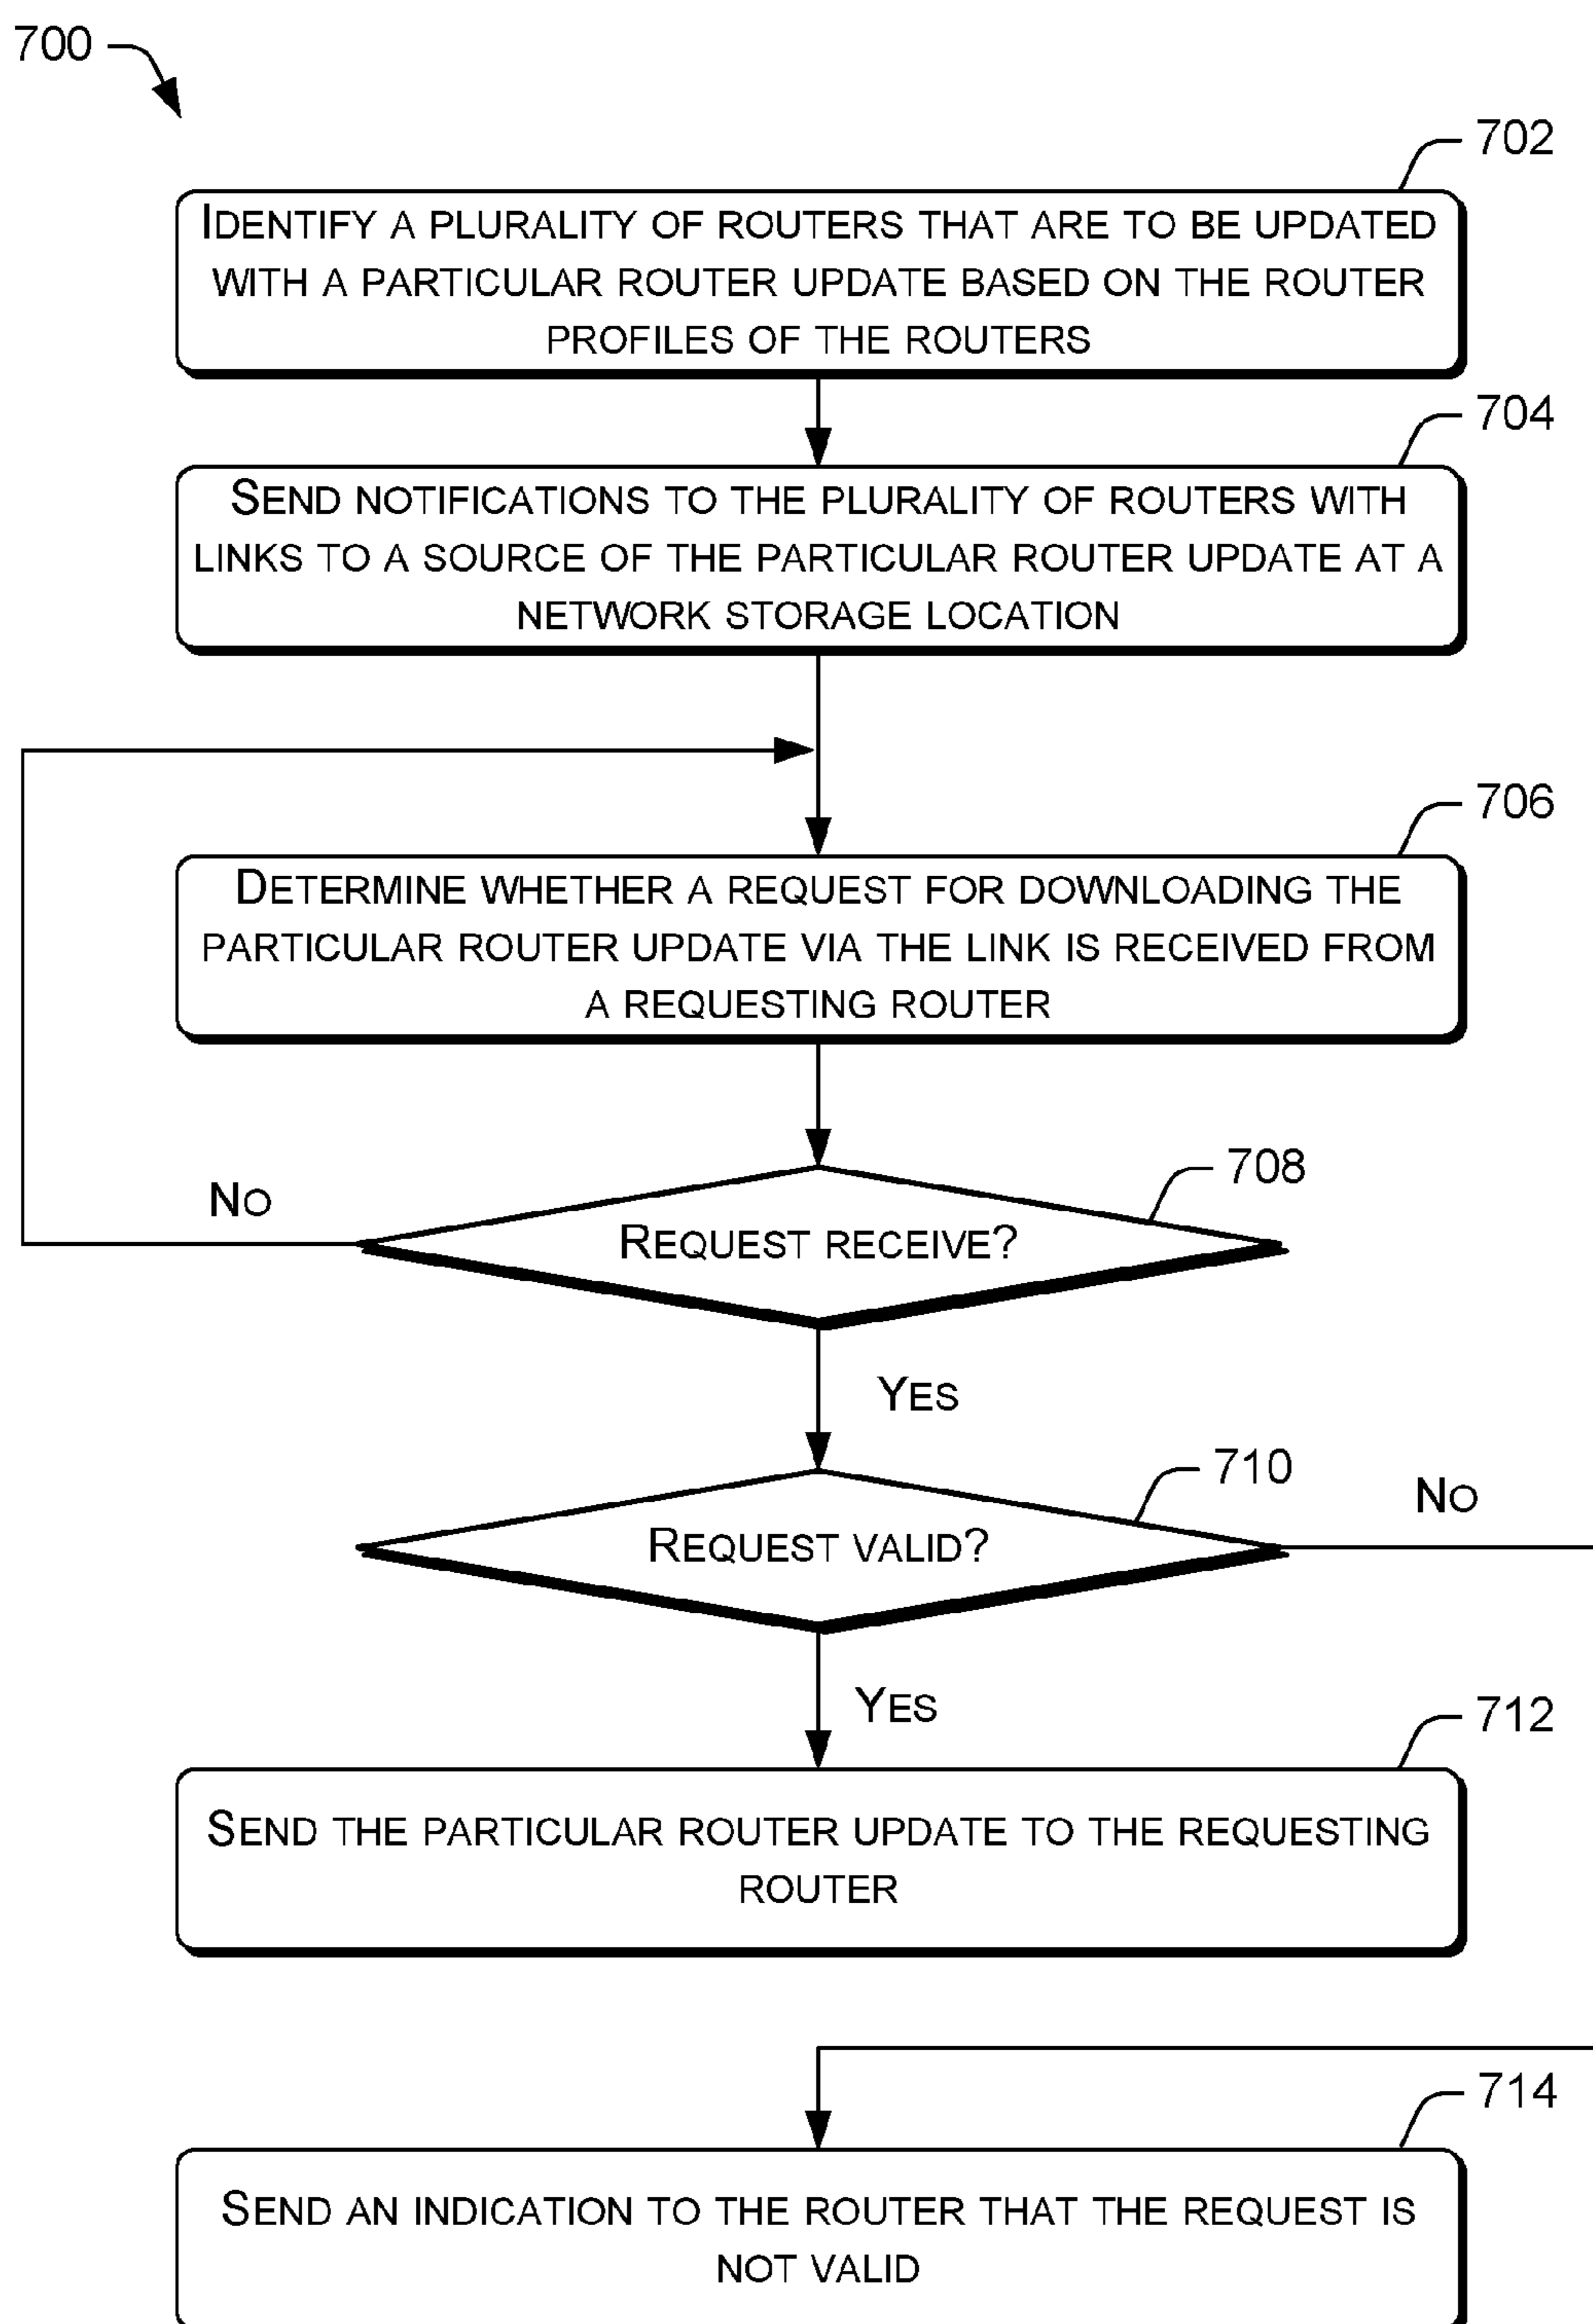 700
702
IDENTIFY A PLURALITY OF ROUTERS THAT ARE TO BE UPDATED
WITH A PARTICULAR ROUTER UPDATE BASED ON THE ROUTER
PROFILES OF THE ROUTERS
704
SEND NOTIFICATIONS TO THE PLURALITY OF ROUTERS WITH
LINKS TO A SOURCE OF THE PARTICULAR ROUTER UPDATE AT A
NETWORK STORAGE LOCATION
706
DETERMINE WHETHER A REQUEST FOR DOWNLOADING THE
PARTICULAR ROUTER UPDATE VIA THE LINK IS RECEIVED FROM
A REQUESTING ROUTER
708
NO
REQUEST RECEIVE?
YES
710
NO
REQUEST VALID?
YES
712
SEND THE PARTICULAR ROUTER UPDATE TO THE REQUESTING
ROUTER
714
SEND AN INDICATION TO THE ROUTER THAT THE REQUEST IS
NOT VALID